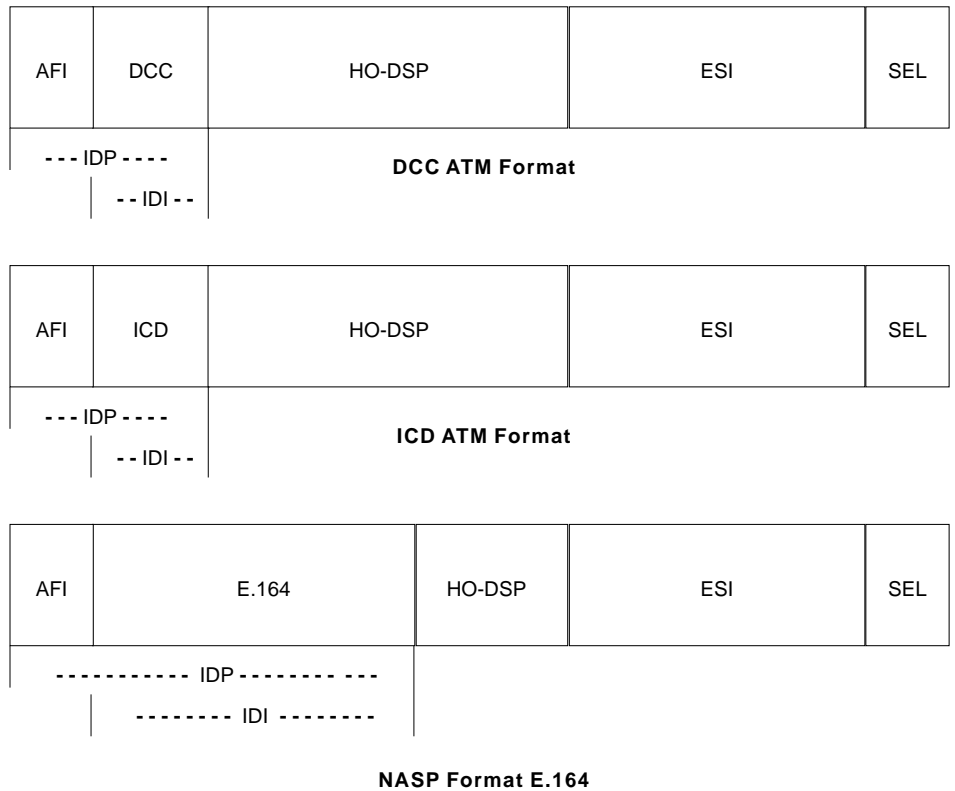 AFI DCC HO-DSP ESI SEL
- - - IDP - - - -
DCC ATM Format
- - IDI - -
AFI ICD HO-DSP ESI SEL
- - - IDP - - - -
ICD ATM Format
- - IDI - -
AFI E.164 HO-DSP ESI SEL
- - - - - - - - - - - IDP - - - - - - - - - - -
- - - - - - - - IDI - - - - - - - -
NASP Format E.164